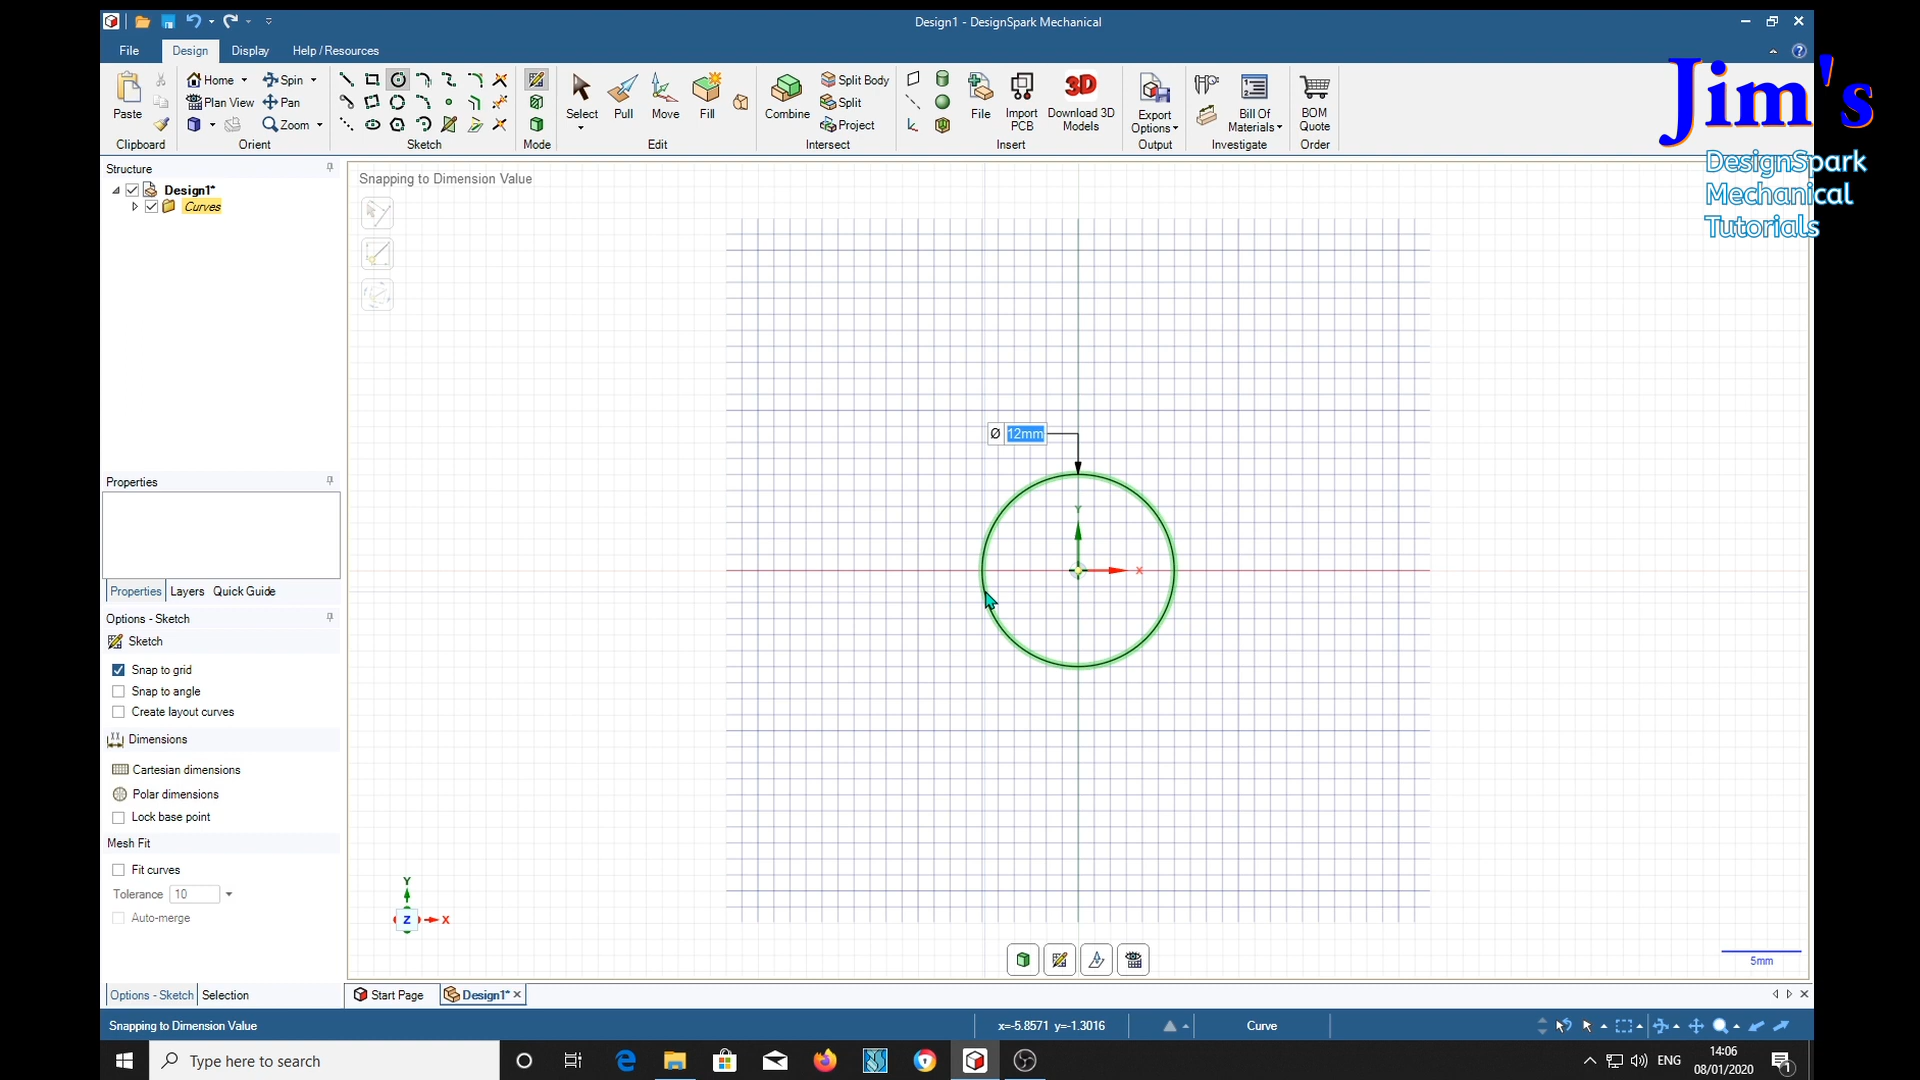 Design1 - DesignSpark Mechanical
File
Design
Display
Help / Resources
Paste
Home
Spin
Plan View
Pan
Zoom
Select
Pull
Move
Fill
Combine
Split Body
Split
Project
File
Import PCB
Download 3D Models
3D
Export Options
Bill Of Materials
BOM Quote
Clipboard
Orient
Sketch
Mode
Edit
Intersect
Insert
Output
Investigate
Order
Jim's
DesignSpark
Mechanical
Tutorials
Structure
Design1*
Curves
Snapping to Dimension Value
Ø 12mm
Y
X
Properties
Properties
Layers
Quick Guide
Options - Sketch
Sketch
Snap to grid
Snap to angle
Create layout curves
Dimensions
Cartesian dimensions
Polar dimensions
Lock base point
Mesh Fit
Fit curves
Tolerance 10
Auto-merge
Y
Z
X
5mm
Options - Sketch
Selection
Start Page
Design1*
Snapping to Dimension Value
x=-5.8571 y=-1.3016
Curve
Type here to search
ENG
14:06
08/01/2020
1